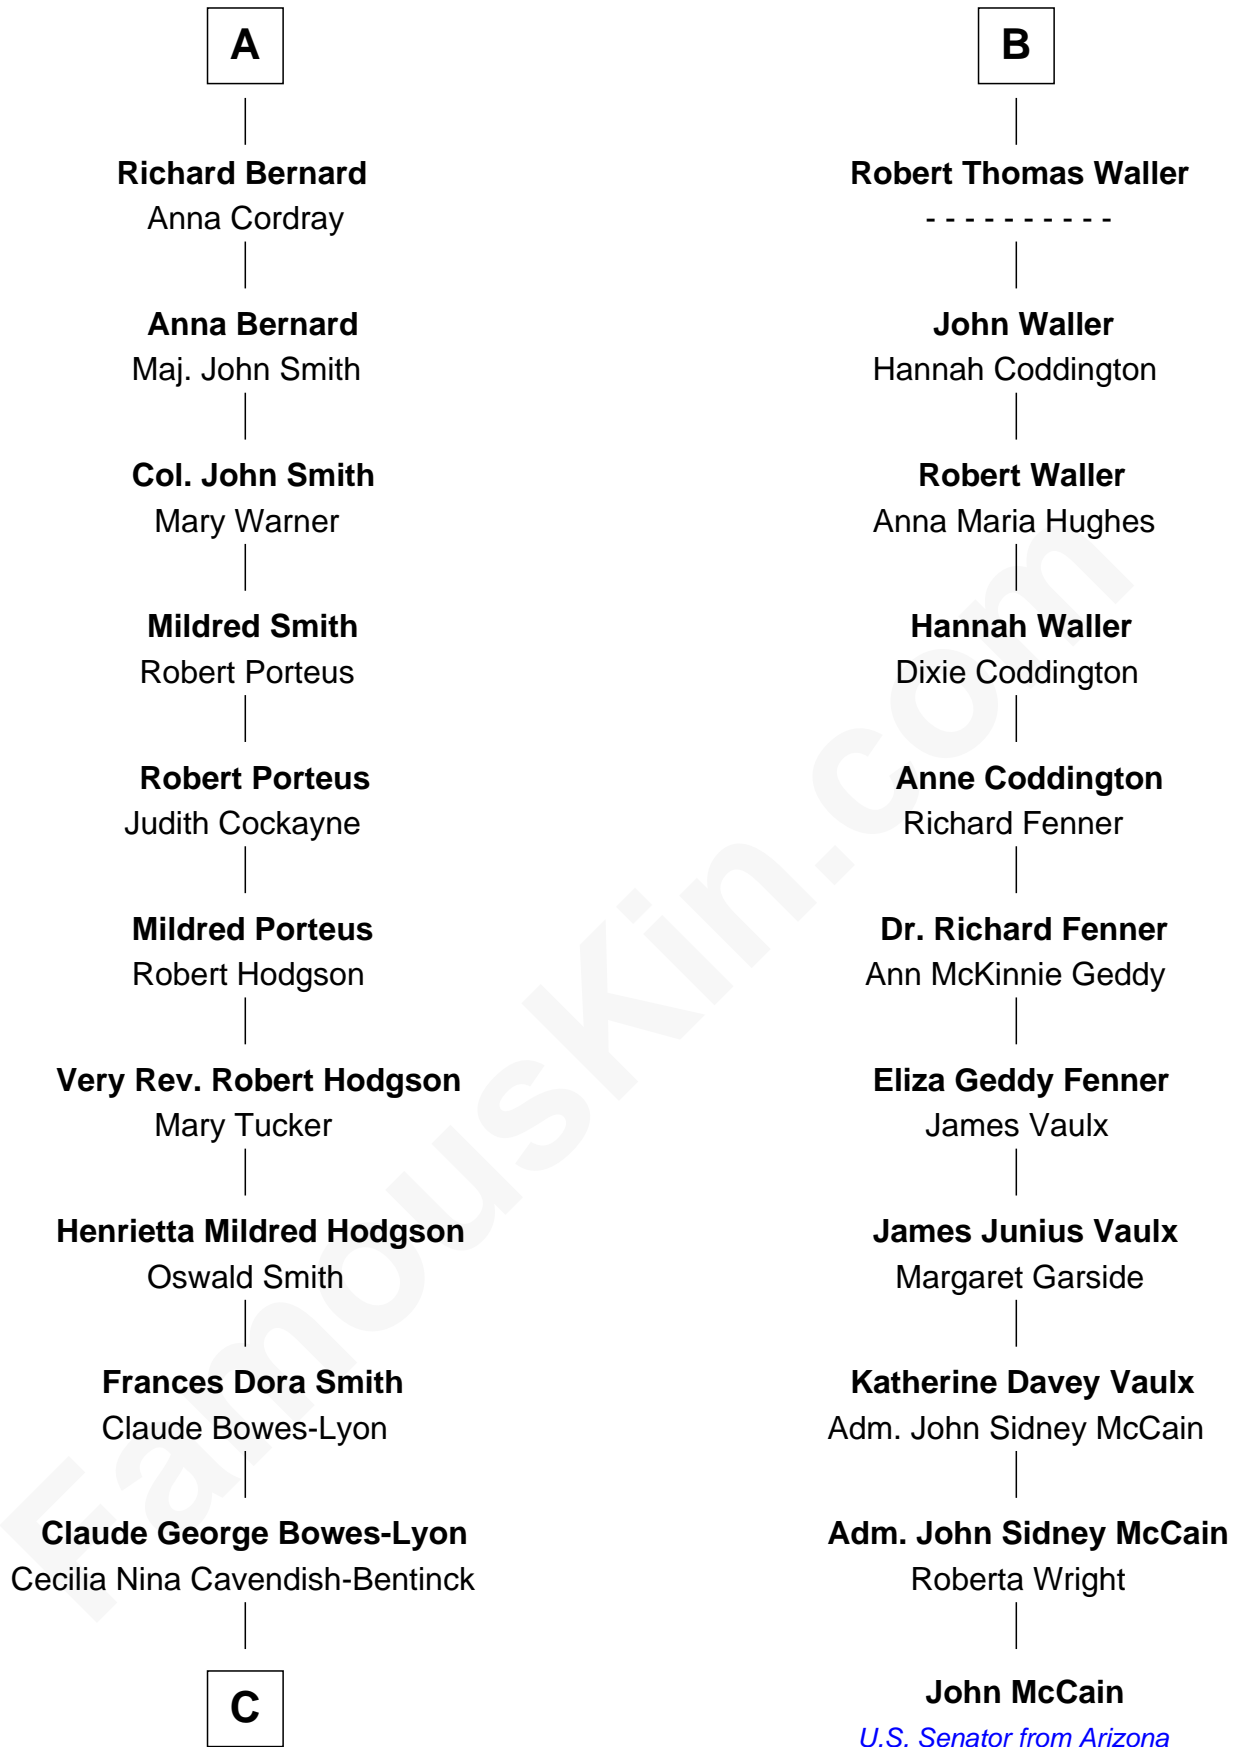 A
Richard Bernard
Anna Cordray
Anna Bernard
Maj. John Smith
Col. John Smith
Mary Warner
Mildred Smith
Robert Porteus
Robert Porteus
Judith Cockayne
Mildred Porteus
Robert Hodgson
Very Rev. Robert Hodgson
Mary Tucker
Henrietta Mildred Hodgson
Oswald Smith
Frances Dora Smith
Claude Bowes-Lyon
Claude George Bowes-Lyon
Cecilia Nina Cavendish-Bentinck
C
B
Robert Thomas Waller
- - - - - - - - - -
John Waller
Hannah Coddington
Robert Waller
Anna Maria Hughes
Hannah Waller
Dixie Coddington
Anne Coddington
Richard Fenner
Dr. Richard Fenner
Ann McKinnie Geddy
Eliza Geddy Fenner
James Vaulx
James Junius Vaulx
Margaret Garside
Katherine Davey Vaulx
Adm. John Sidney McCain
Adm. John Sidney McCain
Roberta Wright
John McCain
U.S. Senator from Arizona
FamousKin.com